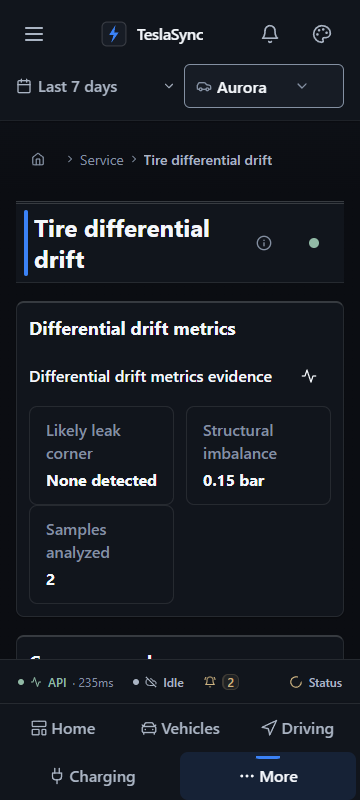 TeslaSync
Last 7 days
Aurora
Service
Tire differential drift
Tire differential
drift
Differential drift metrics
Differential drift metrics evidence
Likely leak
corner
None detected
Structural
imbalance
0.15 bar
Samples
analyzed
2
API · 235ms
Idle
2
Status
Home
Vehicles
Driving
Charging
More